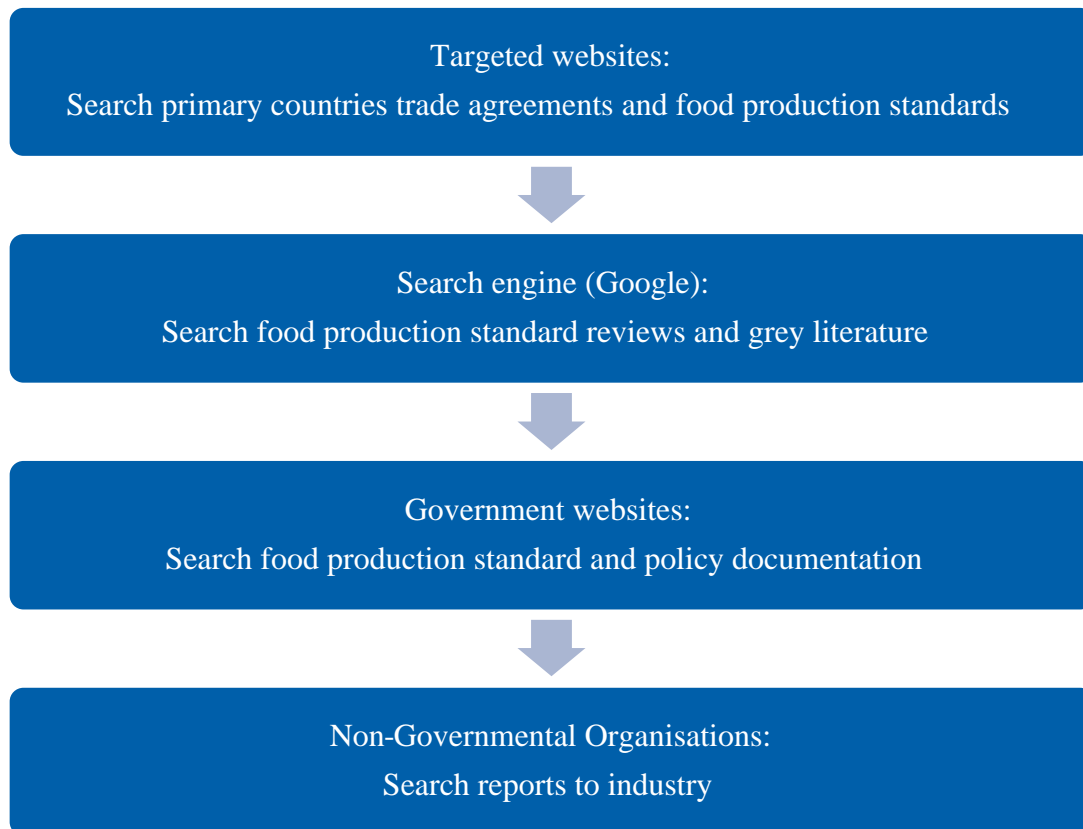 Targeted websites:
Search primary countries trade agreements and food production standards
Search engine (Google):
Search food production standard reviews and grey literature
Government websites:
Search food production standard and policy documentation
Non-Governmental Organisations:
Search reports to industry